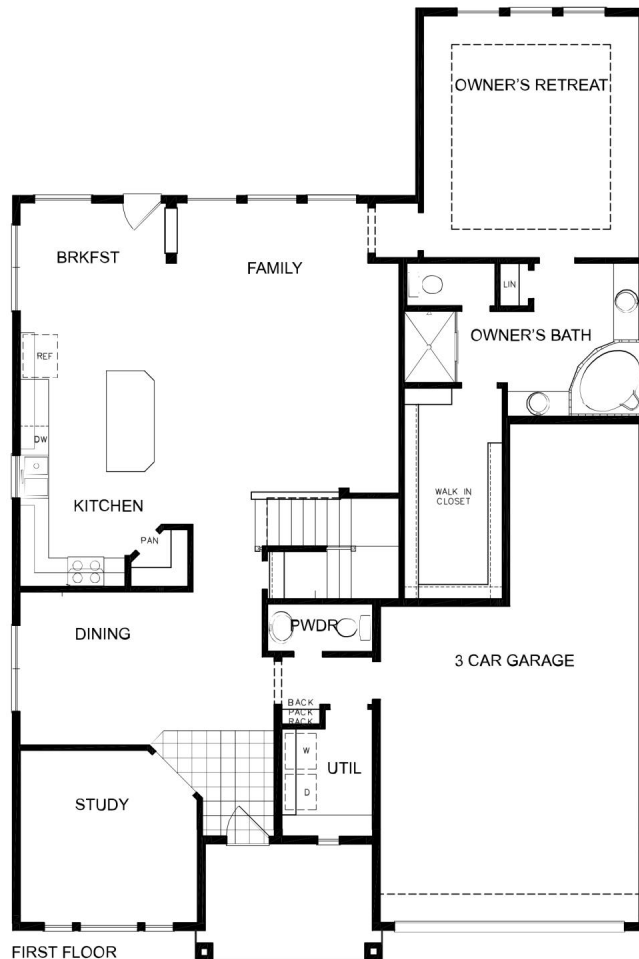 OWNER'S RETREAT
BRKFST
FAMILY
LIN
OWNER'S BATH
REF
DW
KITCHEN
WALK IN
CLOSET
PAN
DINING
PWDR
3 CAR GARAGE
BACK
PACK
RACK
W
UTIL
D
STUDY
FIRST FLOOR